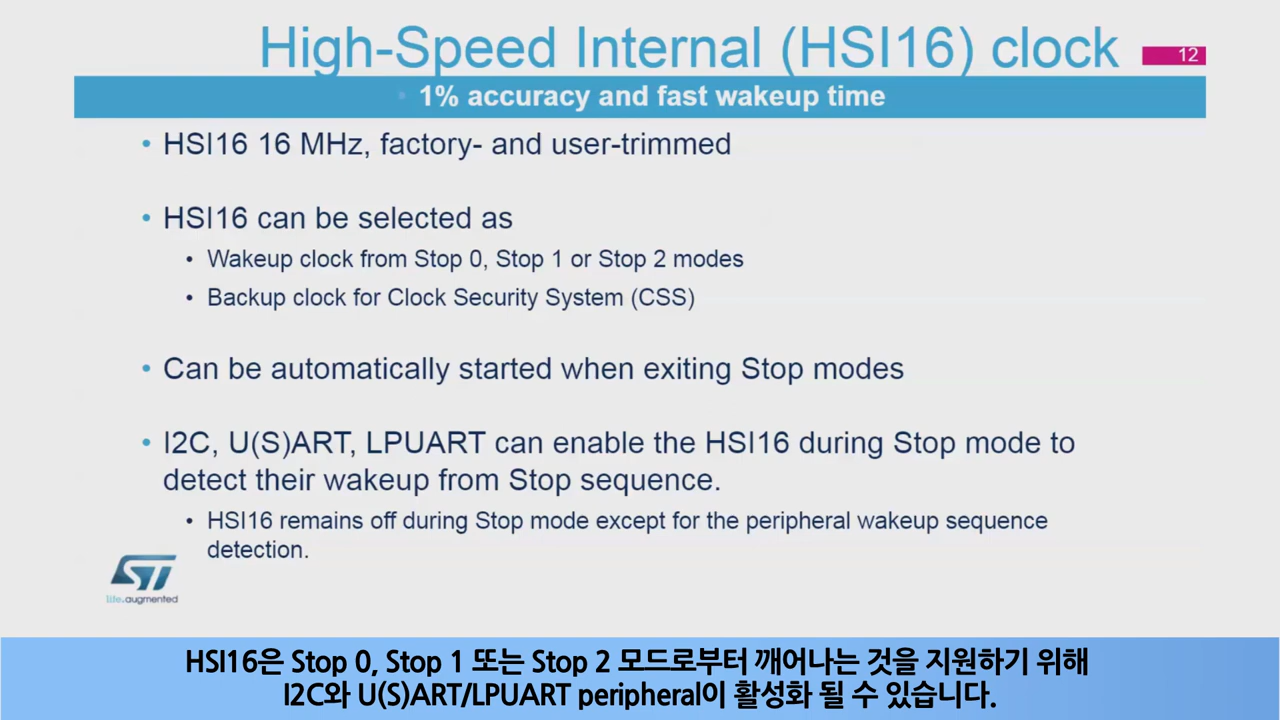 High-Speed Internal (HSI16) clock
12
• 1% accuracy and fast wakeup time
• HSI16 16 MHz, factory- and user-trimmed
• HSI16 can be selected as
• Wakeup clock from Stop 0, Stop 1 or Stop 2 modes
• Backup clock for Clock Security System (CSS)
• Can be automatically started when exiting Stop modes
• I2C, U(S)ART, LPUART can enable the HSI16 during Stop mode to
detect their wakeup from Stop sequence.
• HSI16 remains off during Stop mode except for the peripheral wakeup sequence
detection.
ST
life.augmented
HSI16은 Stop 0, Stop 1 또는 Stop 2 모드로부터 깨어나는 것을 지원하기 위해
I2C와 U(S)ART/LPUART peripheral이 활성화 될 수 있습니다.